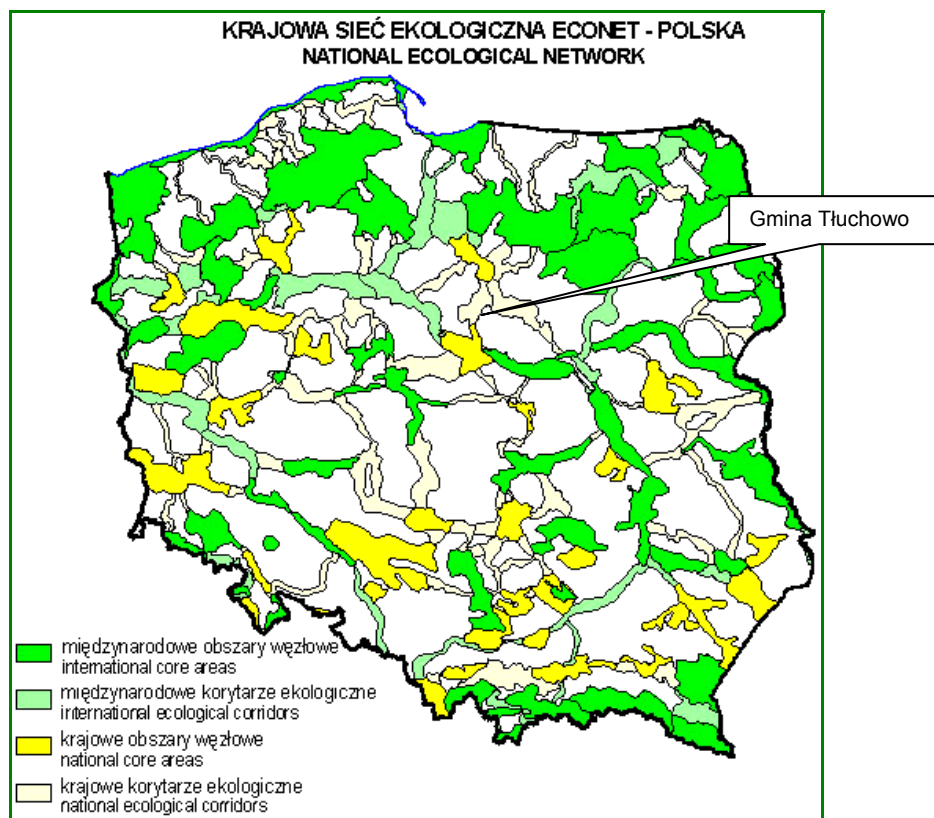 KRAJOWA SIEĆ EKOLOGICZNA ECONET - POLSKA
NATIONAL ECOLOGICAL NETWORK
Gmina Tłuchowo
międzynarodowe obszary węzłowe
international core areas
międzynarodowe korytarze ekologiczne
international ecological corridors
krajowe obszary węzłowe
national core areas
krajowe korytarze ekologiczne
national ecological corridors